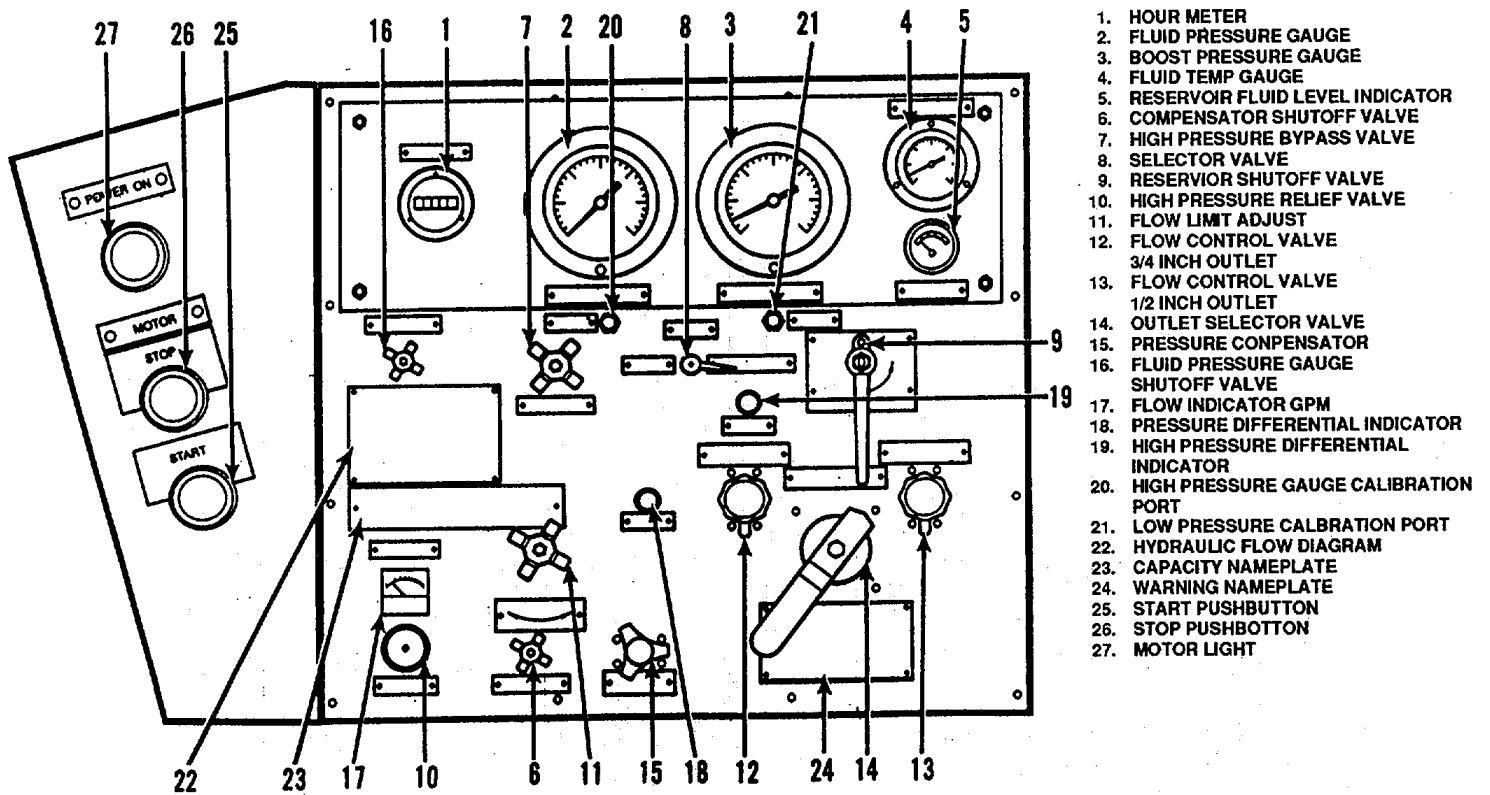 27
26
25
16
1
7
2
20
8
3
21
4
5
POWER ON
MOTOR
STOP
START
9
19
22
23
17
10
6
11
15
18
12
24
14
13
1. HOUR METER
2. FLUID PRESSURE GAUGE
3. BOOST PRESSURE GAUGE
4. FLUID TEMP GAUGE
5. RESERVOIR FLUID LEVEL INDICATOR
6. COMPENSATOR SHUTOFF VALVE
7. HIGH PRESSURE BYPASS VALVE
8. SELECTOR VALVE
9. RESERVIOR SHUTOFF VALVE
10. HIGH PRESSURE RELIEF VALVE
11. FLOW LIMIT ADJUST
12. FLOW CONTROL VALVE
3/4 INCH OUTLET
13. FLOW CONTROL VALVE
1/2 INCH OUTLET
14. OUTLET SELECTOR VALVE
15. PRESSURE CONPENSATOR
16. FLUID PRESSURE GAUGE
SHUTOFF VALVE
17. FLOW INDICATOR GPM
18. PRESSURE DIFFERENTIAL INDICATOR
19. HIGH PRESSURE DIFFERENTIAL
INDICATOR
20. HIGH PRESSURE GAUGE CALIBRATION
PORT
21. LOW PRESSURE CALBRATION PORT
22. HYDRAULIC FLOW DIAGRAM
23. CAPACITY NAMEPLATE
24. WARNING NAMEPLATE
25. START PUSHBUTTON
26. STOP PUSHBOTTON
27. MOTOR LIGHT